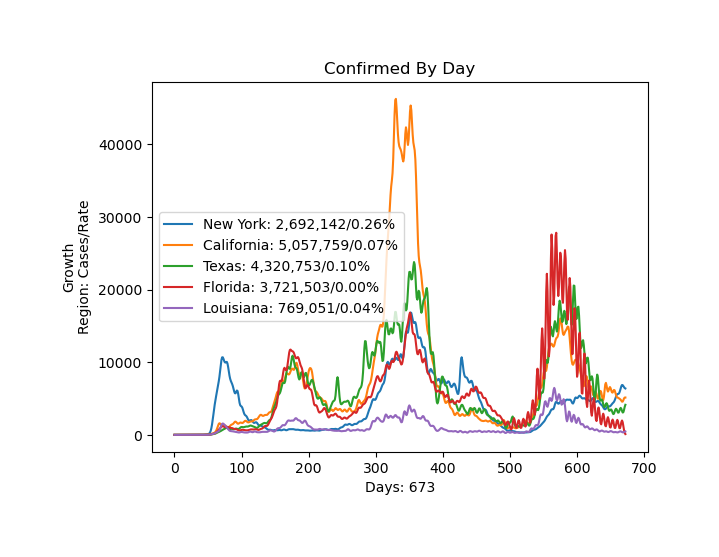 Confirmed By Day
40000
30000
20000
10000
0
Growth
Region: Cases/Rate
New York: 2,692,142/0.26%
California: 5,057,759/0.07%
Texas: 4,320,753/0.10%
Florida: 3,721,503/0.00%
Louisiana: 769,051/0.04%
0 100 200 300 400 500 600 700
Days: 673